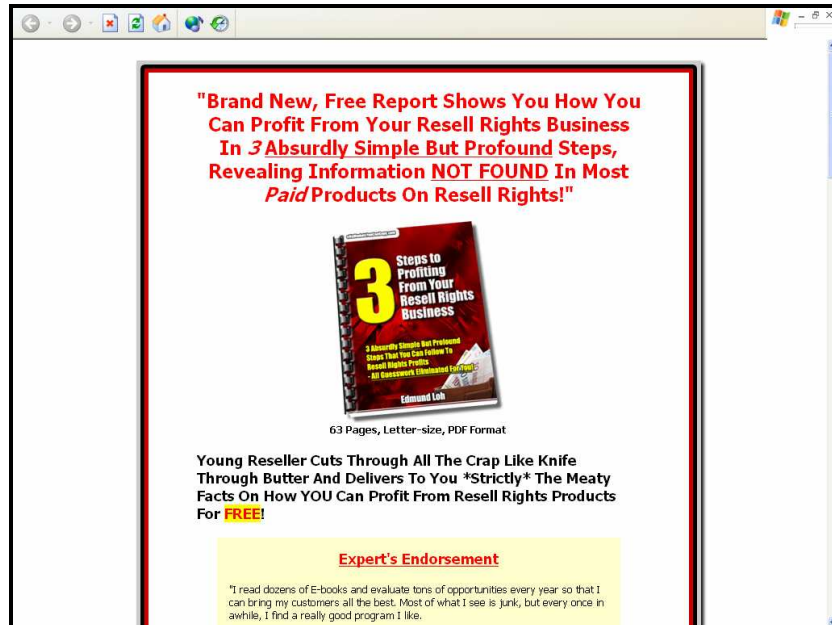 "Brand New, Free Report Shows You How You
Can Profit From Your Resell Rights Business
In 3 Absurdly Simple But Profound Steps,
Revealing Information NOT FOUND In Most
Paid Products On Resell Rights!"
3
Steps to
Profiting
From Your
Resell Rights
Business
3 Absurdly Simple But Profound
Steps That You Can Follow To
Resell Rights Profits
- All Guesswork Eliminated For You!
Edmund Loh
63 Pages, Letter-size, PDF Format
Young Reseller Cuts Through All The Crap Like Knife
Through Butter And Delivers To You *Strictly* The Meaty
Facts On How YOU Can Profit From Resell Rights Products
For FREE!
Expert's Endorsement
"I read dozens of E-books and evaluate tons of opportunities every year so that I
can bring my customers all the best. Most of what I see is junk, but every once in
awhile, I find a really good program I like.